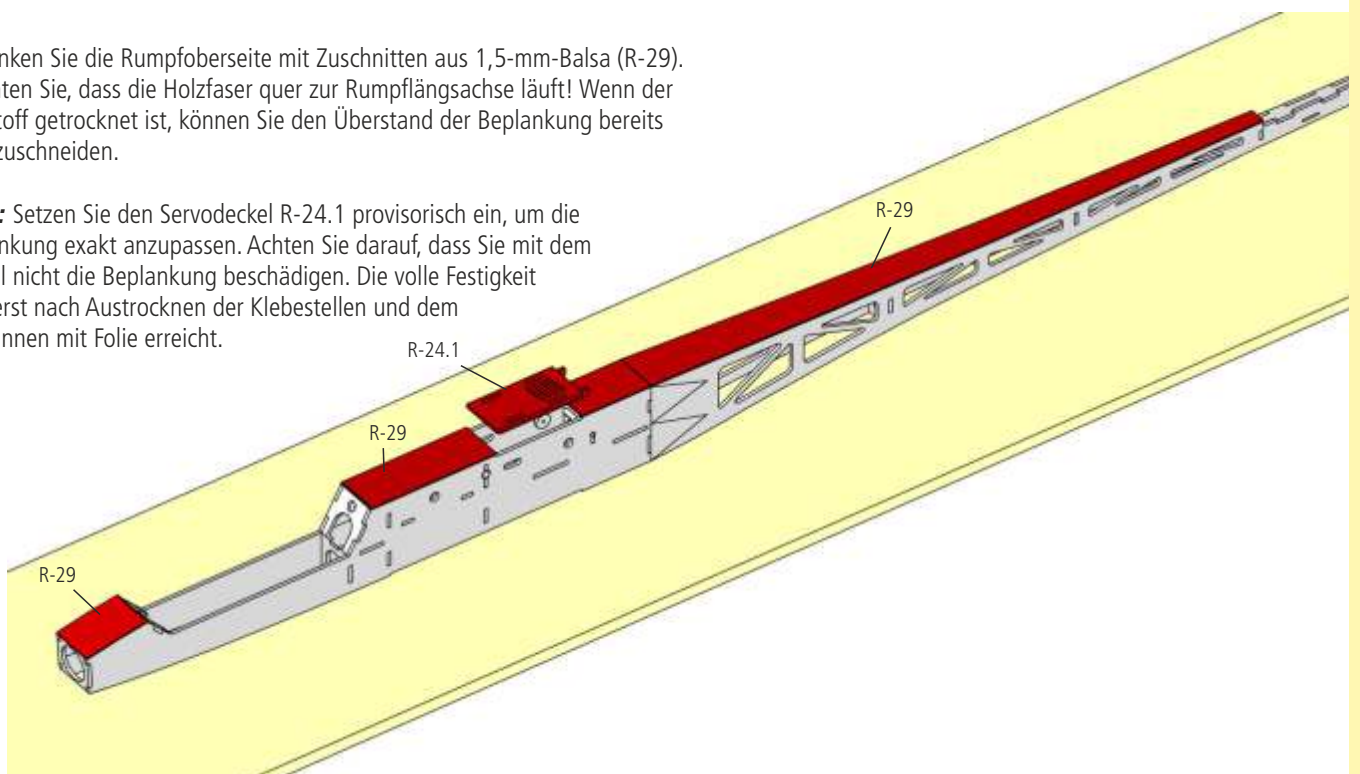 nken Sie die Rumpfoberseite mit Zuschnitten aus 1,5-mm-Balsa (R-29).
ten Sie, dass die Holzfaser quer zur Rumpflängsachse läuft! Wenn der
toff getrocknet ist, können Sie den Überstand der Beplankung bereits
zuschneiden.
: Setzen Sie den Servodeckel R-24.1 provisorisch ein, um die
nkung exakt anzupassen. Achten Sie darauf, dass Sie mit dem
l nicht die Beplankung beschädigen. Die volle Festigkeit
erst nach Austrocknen der Klebestellen und dem
nnen mit Folie erreicht.
R-29
R-24.1
R-29
R-29